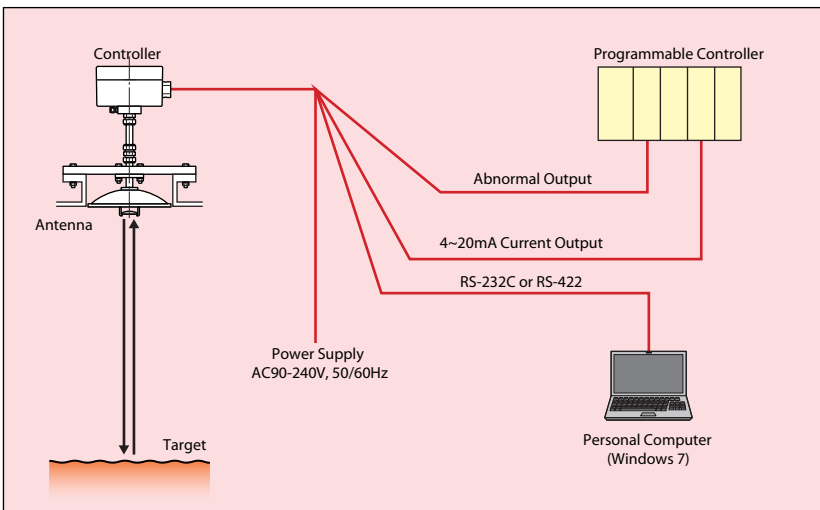 Controller
Programmable Controller
Abnormal Output
Antenna
4~20mA Current Output
RS-232C or RS-422
Power Supply
AC90-240V, 50/60Hz
Target
Personal Computer
(Windows 7)